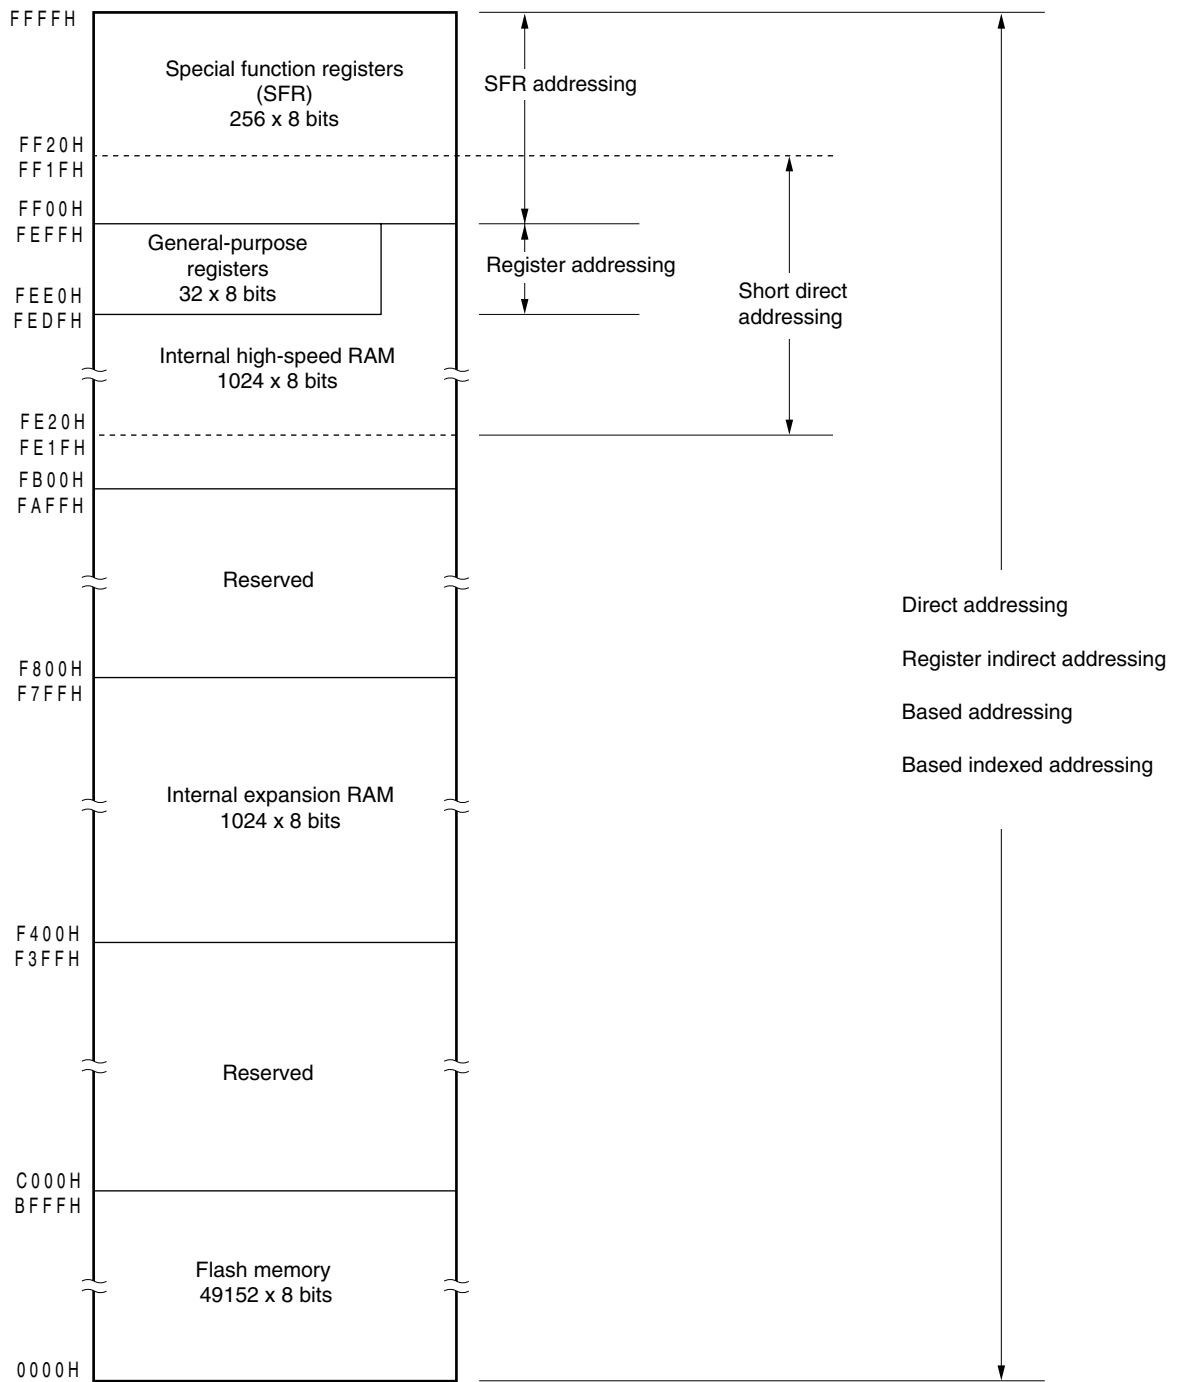 FFFFH
Special function registers
(SFR)
256 x 8 bits
SFR addressing
FF20H
FF1FH
FF00H
FEFFH
General-purpose
registers
32 x 8 bits
Register addressing
Short direct
addressing
FEE0H
FEDFH
Internal high-speed RAM
1024 x 8 bits
FE20H
FE1FH
FB00H
FAFFH
Reserved
Direct addressing
Register indirect addressing
Based addressing
Based indexed addressing
F800H
F7FFH
Internal expansion RAM
1024 x 8 bits
F400H
F3FFH
Reserved
C000H
BFFFH
Flash memory
49152 x 8 bits
0000H